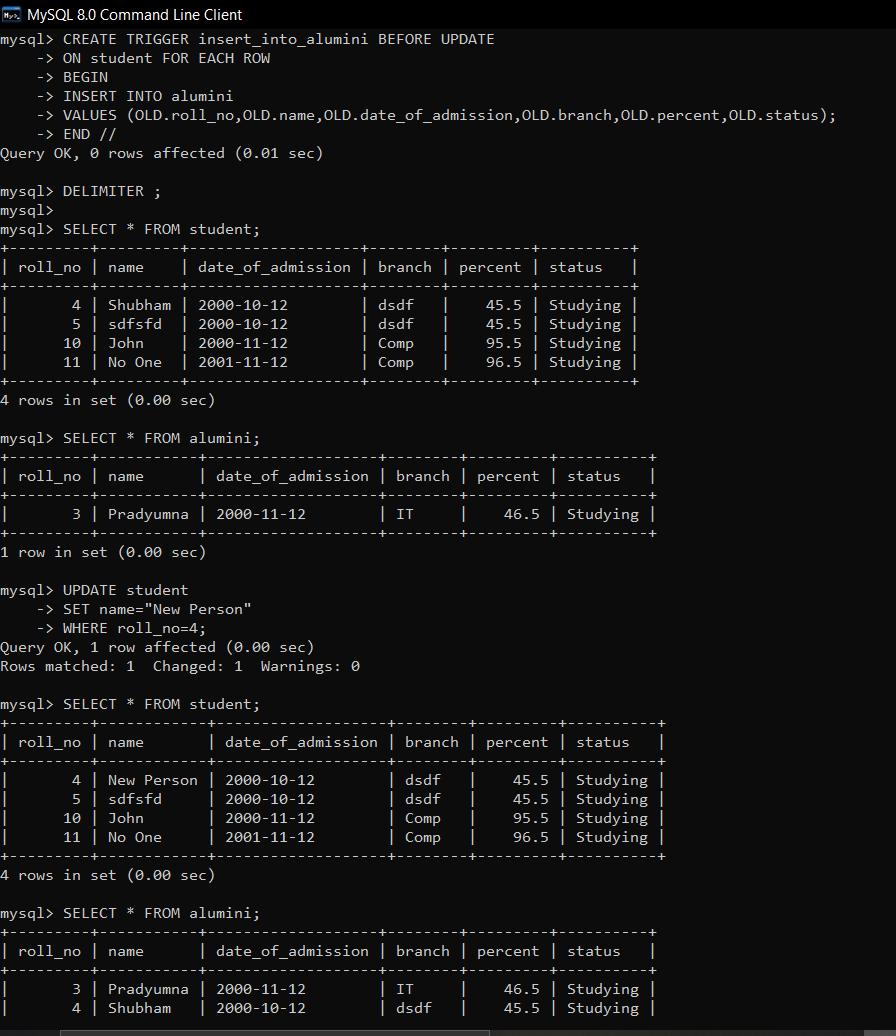 MySQL 8.0 Command Line Client
mysql> CREATE TRIGGER insert_into_alumini BEFORE UPDATE
    -> ON student FOR EACH ROW
    -> BEGIN
    -> INSERT INTO alumini
    -> VALUES (OLD.roll_no,OLD.name,OLD.date_of_admission,OLD.branch,OLD.percent,OLD.status);
    -> END //
Query OK, 0 rows affected (0.01 sec)

mysql> DELIMITER ;
mysql>
mysql> SELECT * FROM student;
+---------+---------+-------------------+--------+---------+----------+
| roll_no | name    | date_of_admission | branch | percent | status   |
+---------+---------+-------------------+--------+---------+----------+
|       4 | Shubham | 2000-10-12        | dsdf   |    45.5 | Studying |
|       5 | sdfsfd  | 2000-10-12        | dsdf   |    45.5 | Studying |
|      10 | John    | 2000-11-12        | Comp   |    95.5 | Studying |
|      11 | No One  | 2001-11-12        | Comp   |    96.5 | Studying |
+---------+---------+-------------------+--------+---------+----------+
4 rows in set (0.00 sec)

mysql> SELECT * FROM alumini;
+---------+-----------+-------------------+--------+---------+----------+
| roll_no | name      | date_of_admission | branch | percent | status   |
+---------+-----------+-------------------+--------+---------+----------+
|       3 | Pradyumna | 2000-11-12        | IT     |    46.5 | Studying |
+---------+-----------+-------------------+--------+---------+----------+
1 row in set (0.00 sec)

mysql> UPDATE student
    -> SET name="New Person"
    -> WHERE roll_no=4;
Query OK, 1 row affected (0.00 sec)
Rows matched: 1  Changed: 1  Warnings: 0

mysql> SELECT * FROM student;
+---------+------------+-------------------+--------+---------+----------+
| roll_no | name       | date_of_admission | branch | percent | status   |
+---------+------------+-------------------+--------+---------+----------+
|       4 | New Person | 2000-10-12        | dsdf   |    45.5 | Studying |
|       5 | sdfsfd     | 2000-10-12        | dsdf   |    45.5 | Studying |
|      10 | John       | 2000-11-12        | Comp   |    95.5 | Studying |
|      11 | No One     | 2001-11-12        | Comp   |    96.5 | Studying |
+---------+------------+-------------------+--------+---------+----------+
4 rows in set (0.00 sec)

mysql> SELECT * FROM alumini;
+---------+-----------+-------------------+--------+---------+----------+
| roll_no | name      | date_of_admission | branch | percent | status   |
+---------+-----------+-------------------+--------+---------+----------+
|       3 | Pradyumna | 2000-11-12        | IT     |    46.5 | Studying |
|       4 | Shubham   | 2000-10-12        | dsdf   |    45.5 | Studying |